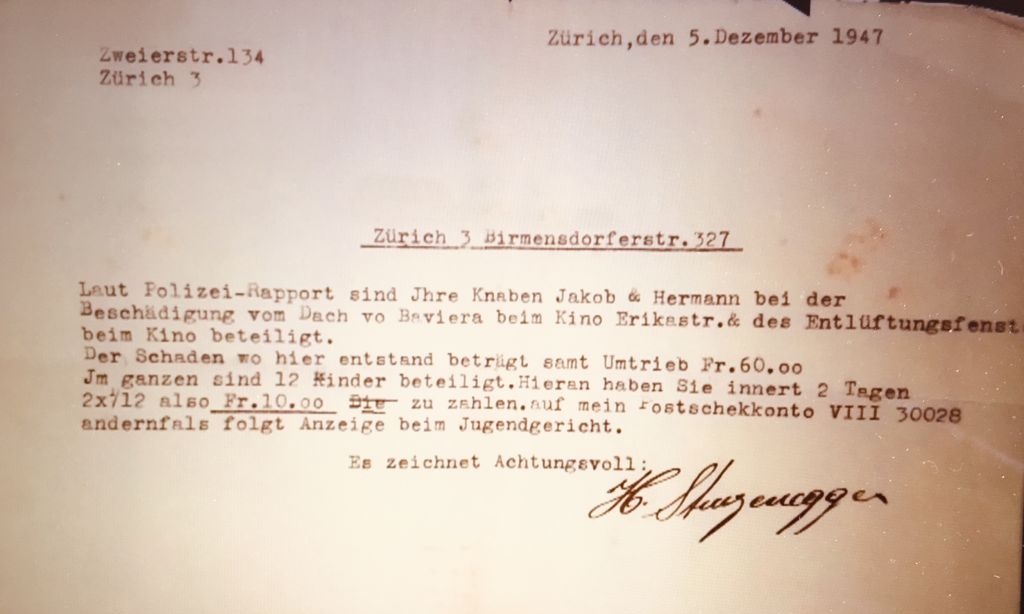 Zürich,den 5.Dezember 1947
Zweierstr.134
Zürich 3
Zürich 3 Birmensdorferstr.327
Laut Polizei-Rapport sind Jhre Knaben Jakob & Hermann bei der
Beschädigung vom Dach vo Baviera beim Kino Erikastr.& des Entlüftungsfenst
beim Kino beteiligt.
Der Schaden wo hier entstand beträgt samt Umtrieb Fr.60.oo
Jm ganzen sind 12 Kinder beteiligt.Hieran haben Sie innert 2 Tagen
2x/12 also Fr.10.oo Die zu zahlen.auf mein Postschekkonto VIII 30028
andernfals folgt Anzeige beim Jugendgericht.
Es zeichnet Achtungsvoll:
H.